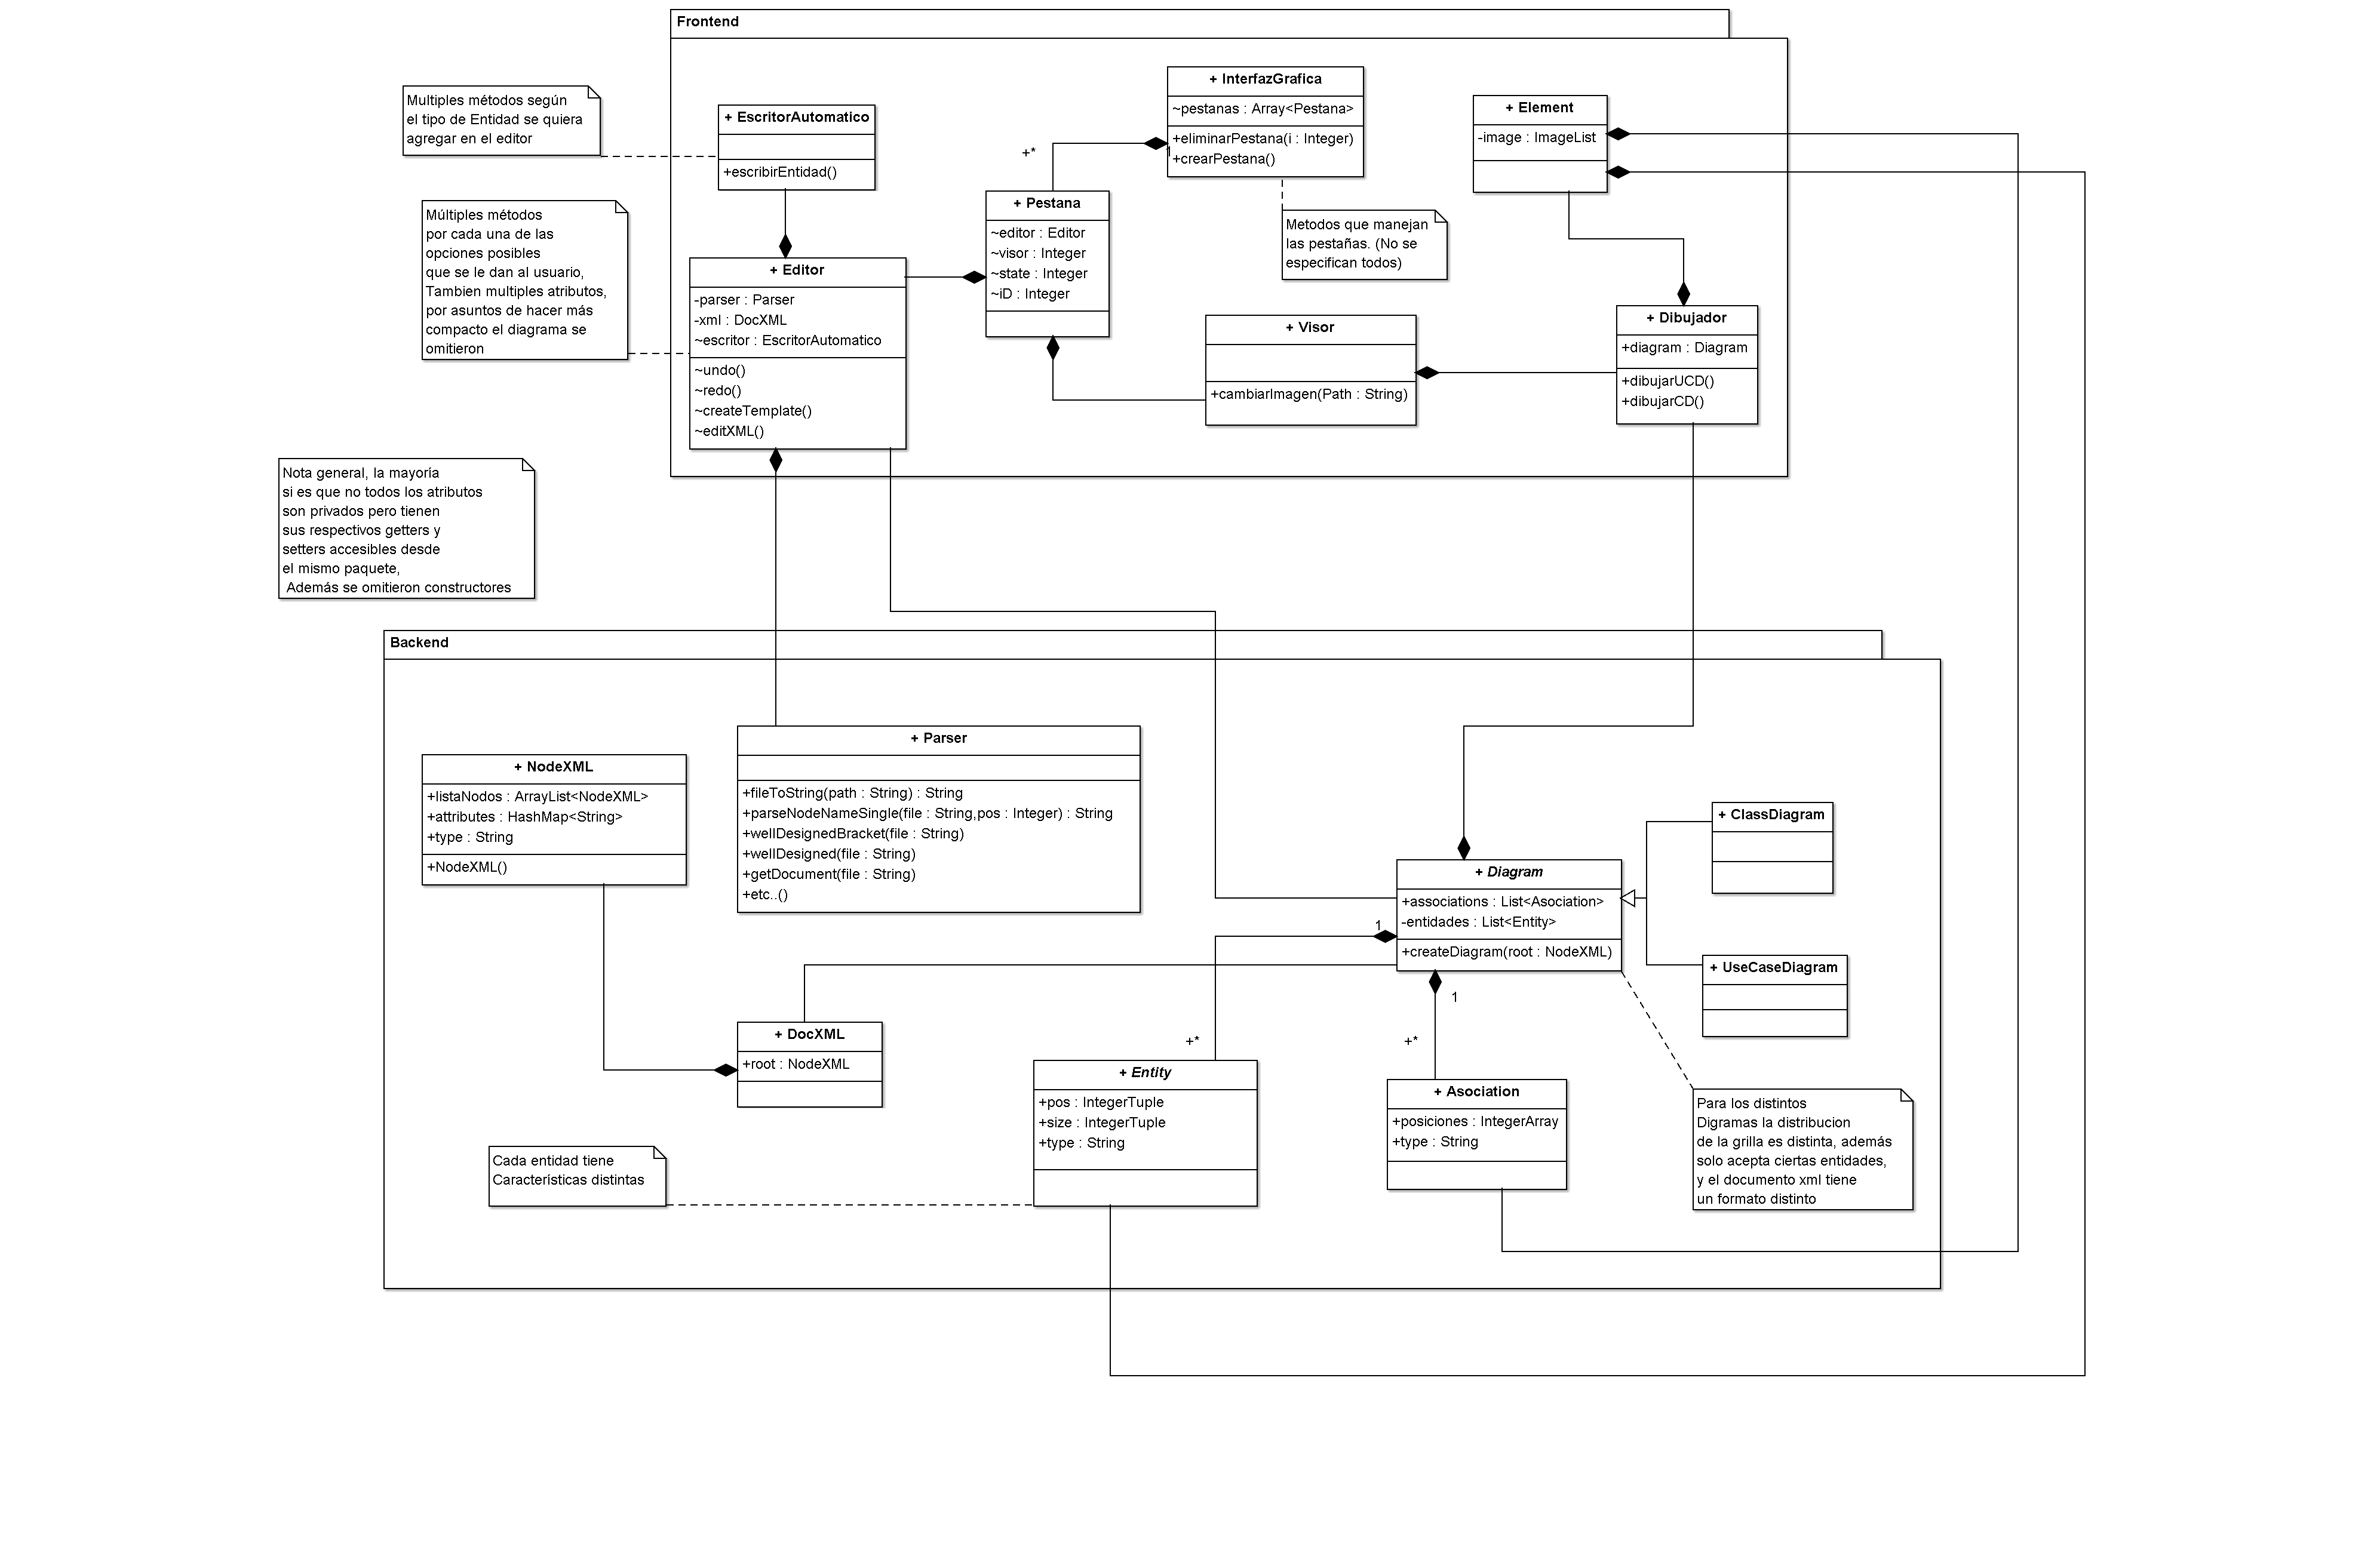 Frontend
Multiples métodos según
el tipo de Entidad se quiera
agregar en el editor
+ EscritorAutomatico
+escribirEntidad()
+ InterfazGrafica
~pestanas : Array<Pestana>
+eliminarPestana(i : Integer)
+crearPestana()
+*
1
+ Element
-image : ImageList
Múltiples métodos
por cada una de las
opciones posibles
que se le dan al usuario,
Tambien multiples atributos,
por asuntos de hacer más
compacto el diagrama se
omitieron
+ Editor
-parser : Parser
-xml : DocXML
~escritor : EscritorAutomatico
~undo()
~redo()
~createTemplate()
~editXML()
+ Pestana
~editor : Editor
~visor : Integer
~state : Integer
~iD : Integer
Metodos que manejan
las pestañas. (No se
especifican todos)
+ Visor
+cambiarImagen(Path : String)
+ Dibujador
+diagram : Diagram
+dibujarUCD()
+dibujarCD()
Nota general, la mayoría
si es que no todos los atributos
son privados pero tienen
sus respectivos getters y
setters accesibles desde
el mismo paquete,
Además se omitieron constructores
Backend
+ NodeXML
+listaNodos : ArrayList<NodeXML>
+attributes : HashMap<String>
+type : String
+NodeXML()
+ Parser
+fileToString(path : String) : String
+parseNodeNameSingle(file : String,pos : Integer) : String
+wellDesignedBracket(file : String)
+wellDesigned(file : String)
+getDocument(file : String)
+etc..()
+ ClassDiagram
+ Diagram
+associations : List<Asociation>
-entidades : List<Entity>
+createDiagram(root : NodeXML)
1
1
+*
+*
+ UseCaseDiagram
+ DocXML
+root : NodeXML
+ Entity
+pos : IntegerTuple
+size : IntegerTuple
+type : String
+ Asociation
+posiciones : IntegerArray
+type : String
Para los distintos
Digramas la distribucion
de la grilla es distinta, además
solo acepta ciertas entidades,
y el documento xml tiene
un formato distinto
Cada entidad tiene
Características distintas